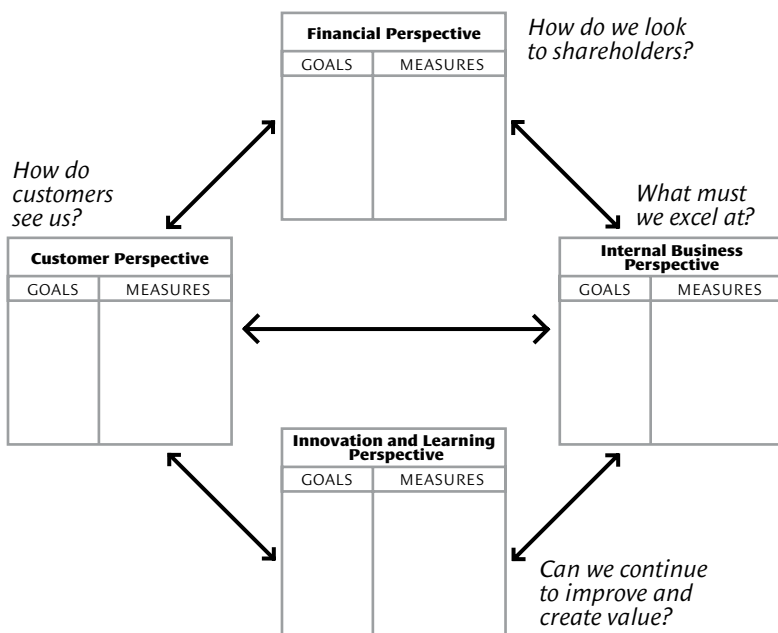 Financial Perspective
GOALS MEASURES
How do we look
to shareholders?
How do
customers
see us?
Customer Perspective
GOALS MEASURES
What must
we excel at?
Internal Business
Perspective
GOALS MEASURES
Innovation and Learning
Perspective
GOALS MEASURES
Can we continue
to improve and
create value?